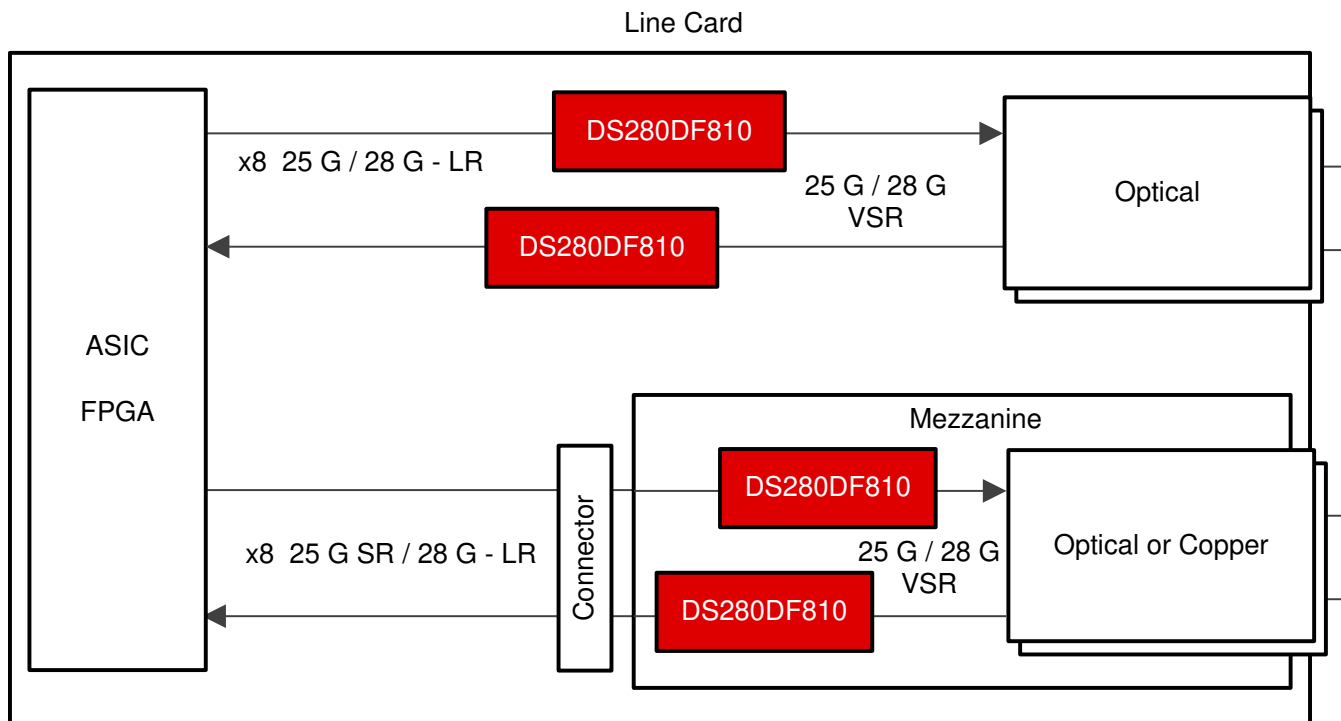 Line Card
DS280DF810
x8 25 G / 28 G - LR
25 G / 28 G
VSR
Optical
DS280DF810
ASIC
FPGA
Mezzanine
DS280DF810
Connector
x8 25 G SR / 28 G - LR
25 G / 28 G
VSR
Optical or Copper
DS280DF810